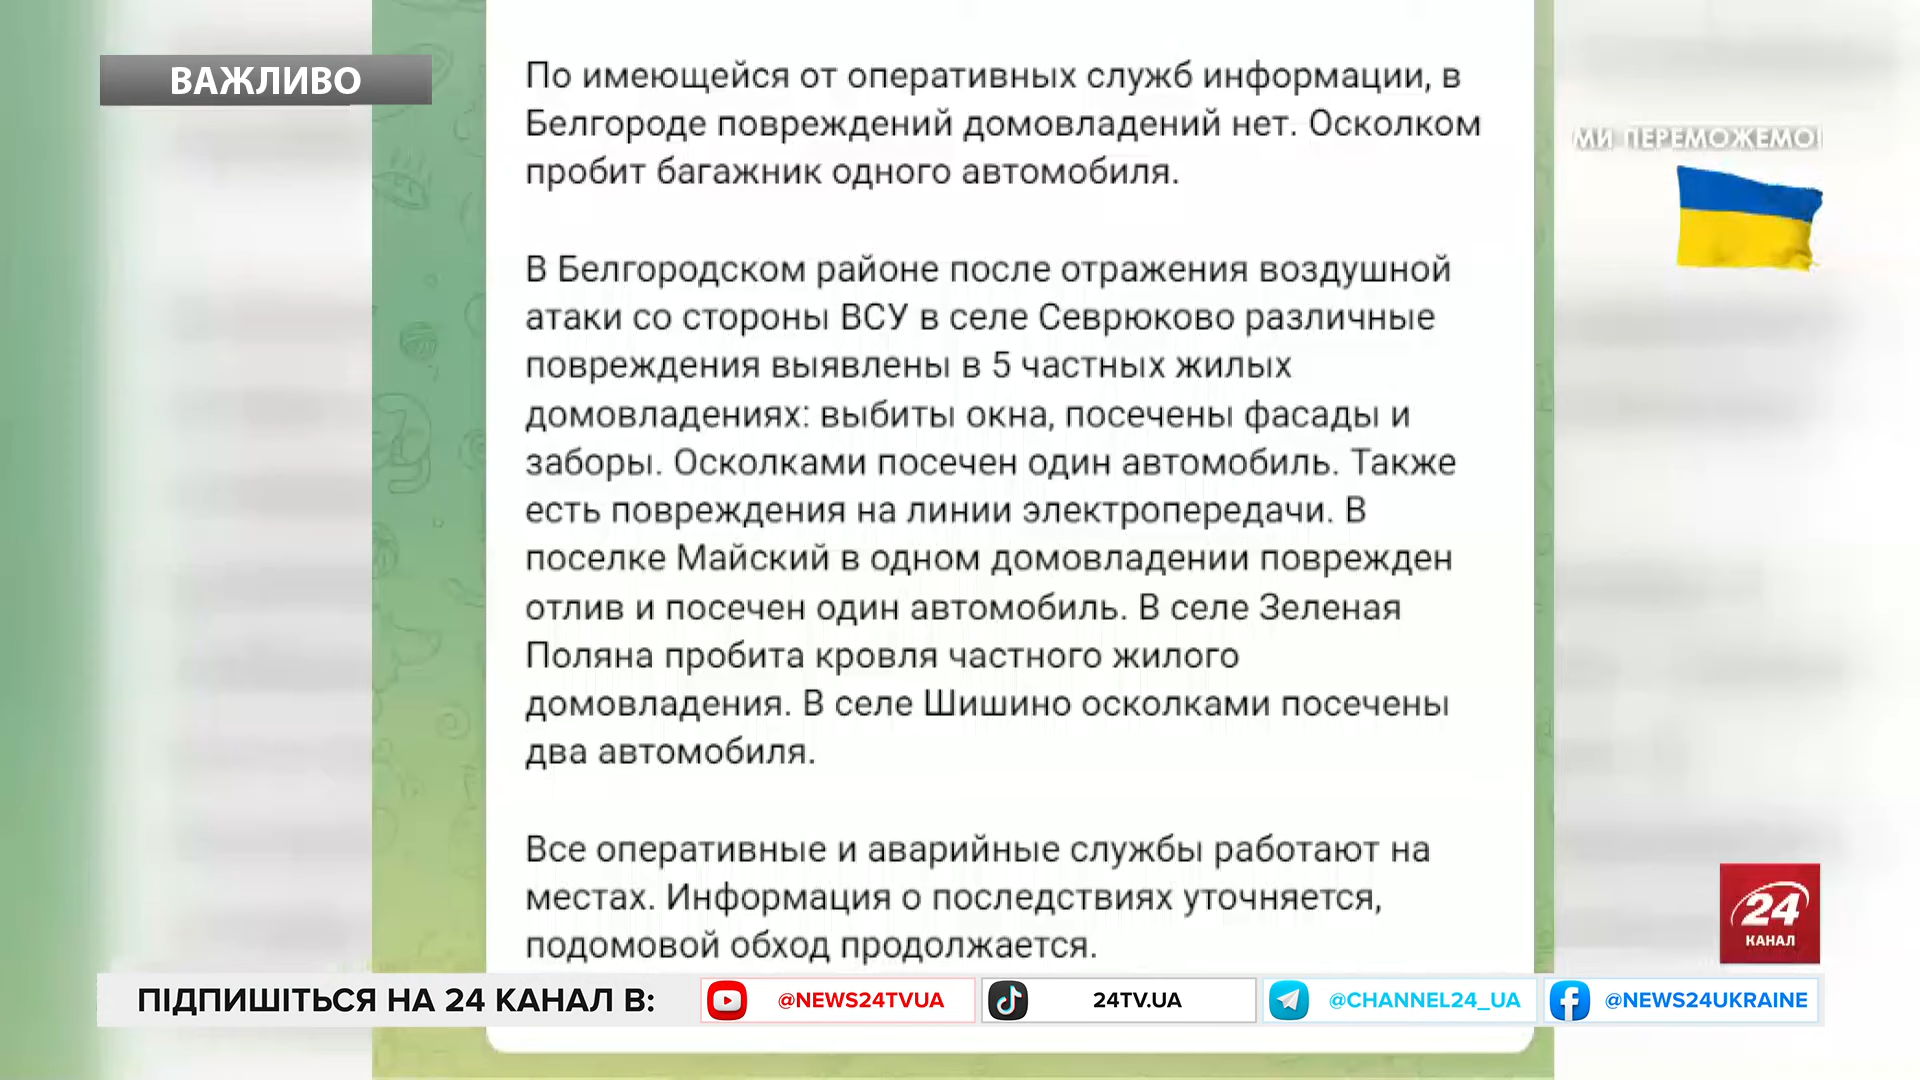 ВАЖЛИВО
По имеющейся от оперативных служб информации, в
Белгороде повреждений домовладений нет. Осколком
пробит багажник одного автомобиля.
МИ ПЕРЕМОЖЕМО!
В Белгородском районе после отражения воздушной
атаки со стороны ВСУ в селе Севрюково различные
повреждения выявлены в 5 частных жилых
домовладениях: выбиты окна, посечены фасады и
заборы. Осколками посечен один автомобиль. Также
есть повреждения на линии электропередачи. В
поселке Майский в одном домовладении поврежден
отлив и посечен один автомобиль. В селе Зеленая
Поляна пробита кровля частного жилого
домовладения. В селе Шишино осколками посечены
два автомобиля.
Все оперативные и аварийные службы работают на
местах. Информация о последствиях уточняется,
подомовой обход продолжается.
24
КАНАЛ
ПІДПИШІТЬСЯ НА 24 КАНАЛ В: @NEWS24TVUA 24TV.UA @CHANNEL24_UA @NEWS24UKRAINE